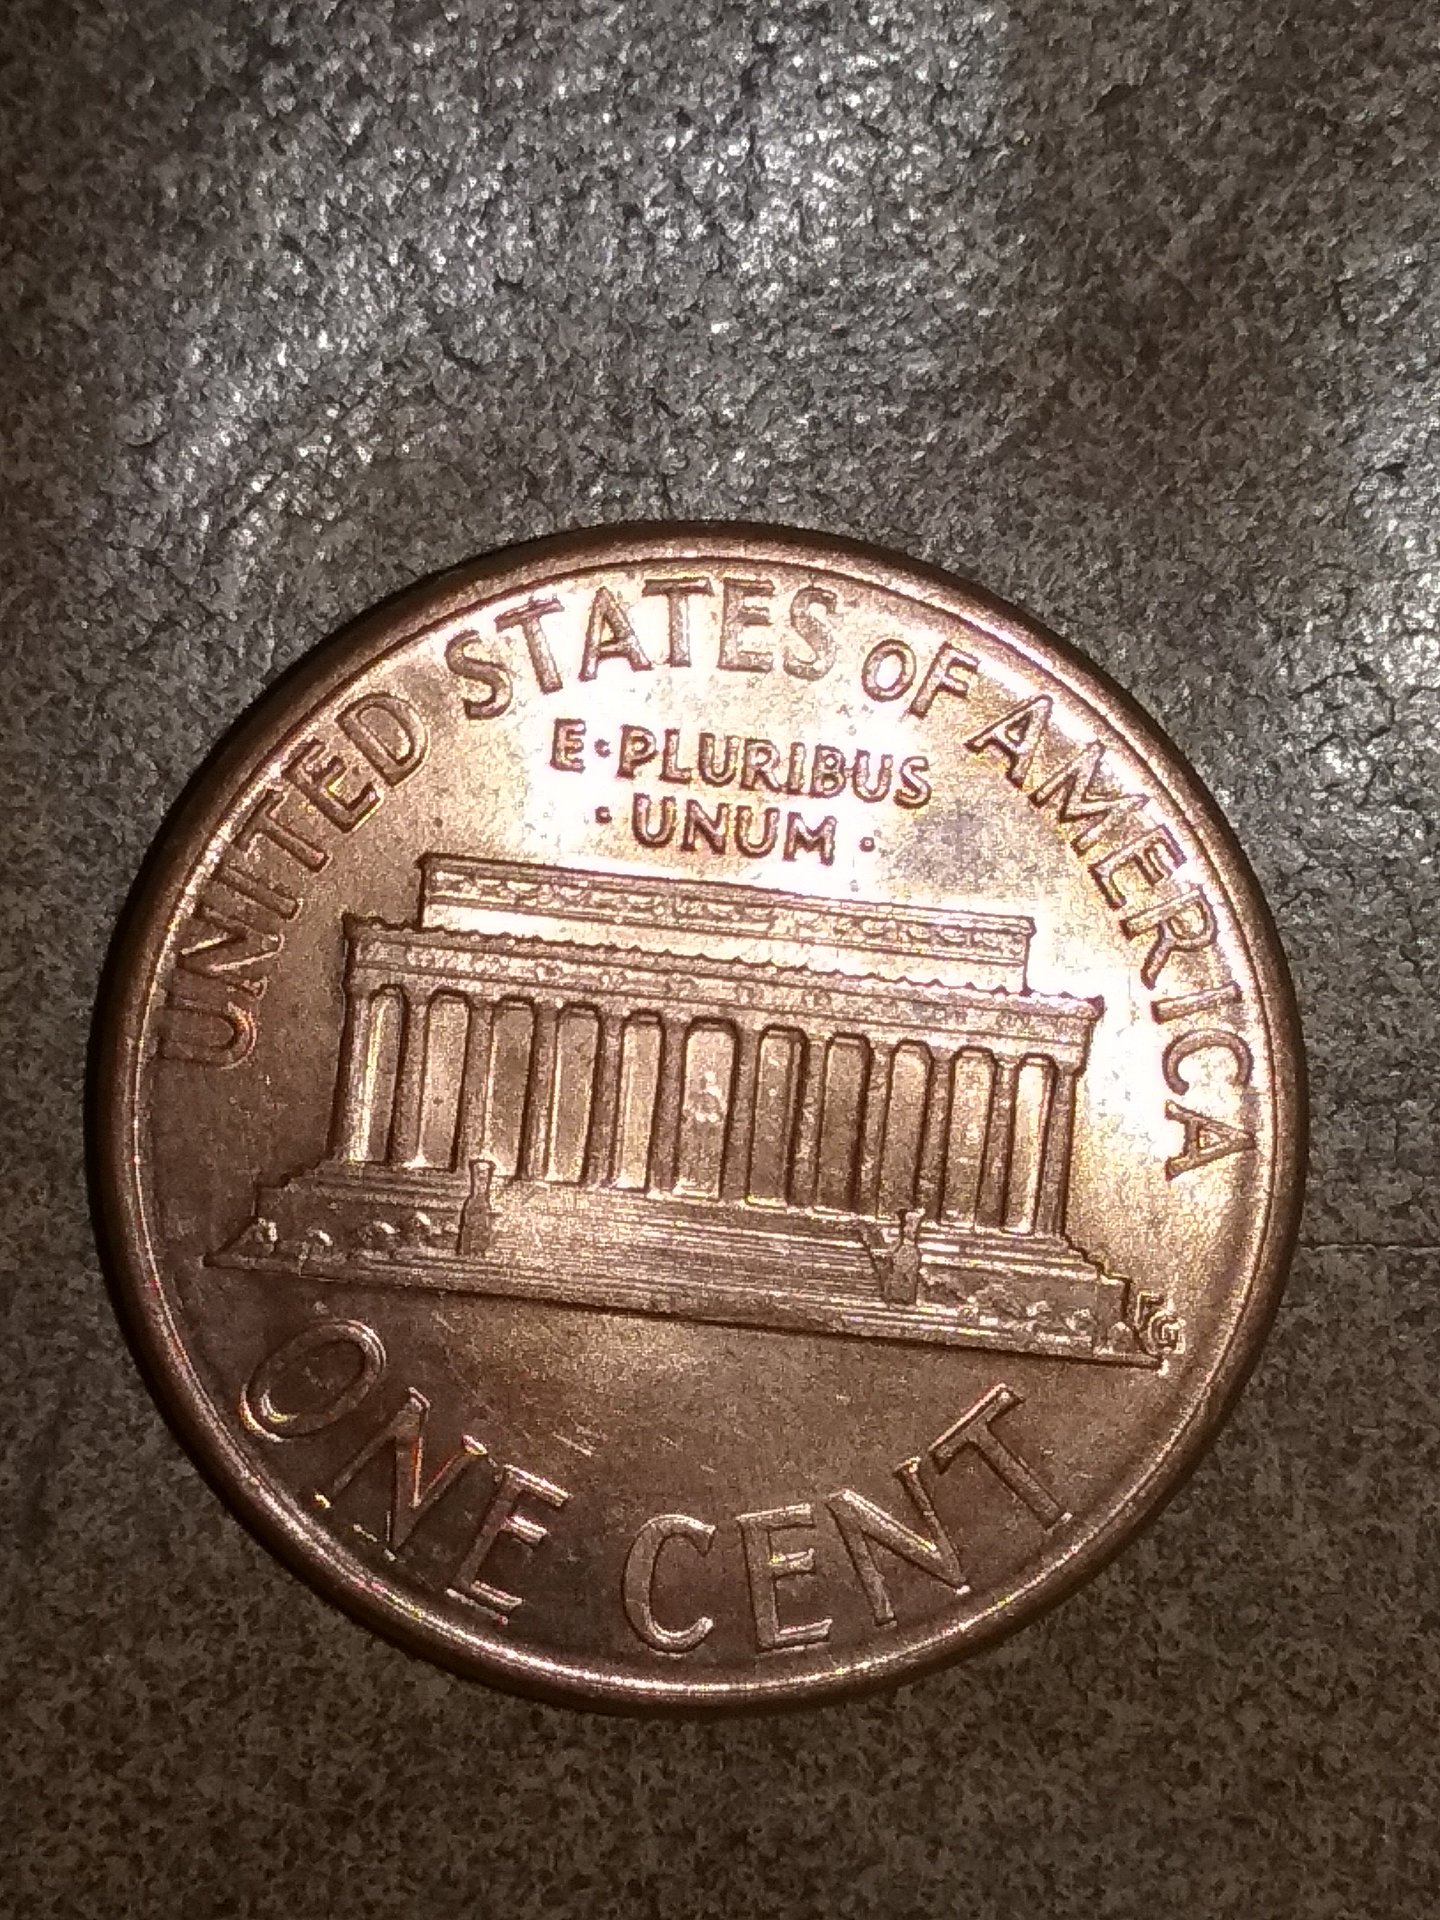 UNITED STATES OF AMERICA
E·PLURIBUS
·UNUM·
FG
ONE CENT